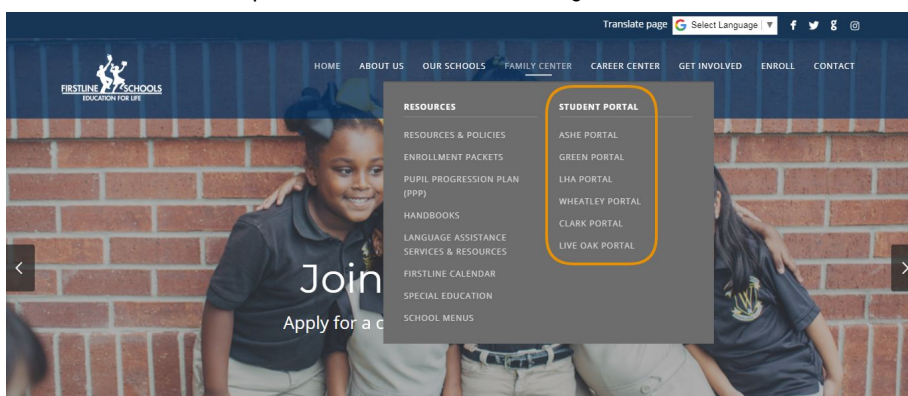 Translate page Select Language ▼
FIRSTLINE SCHOOLS
EDUCATION FOR LIFE
HOME ABOUT US OUR SCHOOLS FAMILY CENTER CAREER CENTER GET INVOLVED ENROLL CONTACT
RESOURCES
RESOURCES & POLICIES
ENROLLMENT PACKETS
PUPIL PROGRESSION PLAN
(PPP)
HANDBOOKS
LANGUAGE ASSISTANCE
SERVICES & RESOURCES
FIRSTLINE CALENDAR
SPECIAL EDUCATION
SCHOOL MENUS
STUDENT PORTAL
ASHE PORTAL
GREEN PORTAL
LHA PORTAL
WHEATLEY PORTAL
CLARK PORTAL
LIVE OAK PORTAL
Join
Apply for a c